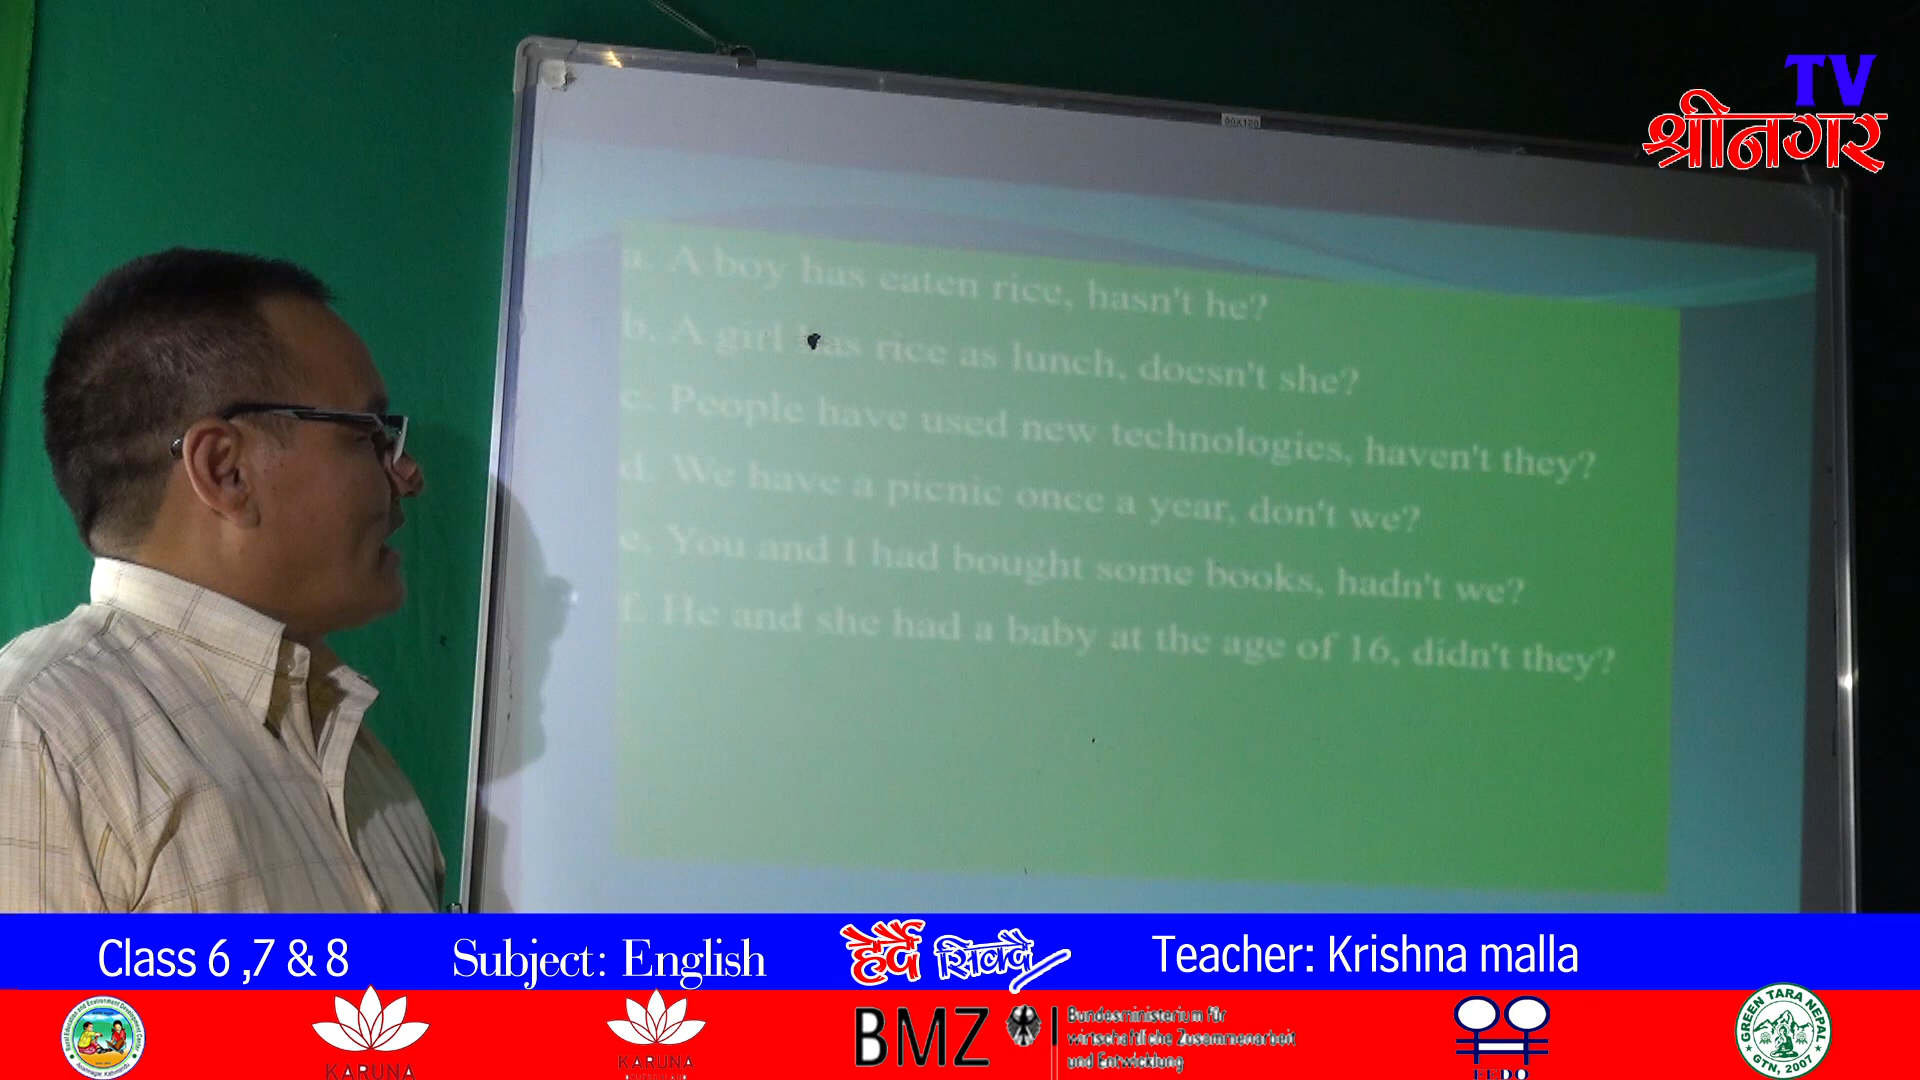 TV
श्रीनगर
00X120
a. A boy has eaten rice, hasn't he?
b. A girl has rice as lunch, doesn't she?
c. People have used new technologies, haven't they?
d. We have a picnic once a year, don't we?
e. You and I had bought some books, hadn't we?
f. He and she had a baby at the age of 16, didn't they?
Class 6 ,7 & 8 Subject: English हेर्दै सिक्दै Teacher: Krishna malla
KARUNA
KARUNA
BMZ
Bundesministerium für
wirtschaftliche Zusammenarbeit
und Entwicklung
FEDO
GREEN TARA NEPAL
GTN, 2007